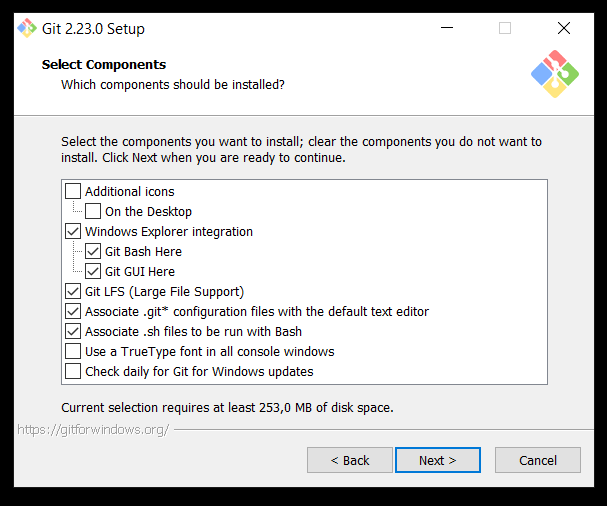 Git 2.23.0 Setup
Select Components
Which components should be installed?
Select the components you want to install; clear the components you do not want to
install. Click Next when you are ready to continue.
Additional icons
On the Desktop
Windows Explorer integration
Git Bash Here
Git GUI Here
Git LFS (Large File Support)
Associate .git* configuration files with the default text editor
Associate .sh files to be run with Bash
Use a TrueType font in all console windows
Check daily for Git for Windows updates
Current selection requires at least 253,0 MB of disk space.
https://gitforwindows.org/
< Back
Next >
Cancel